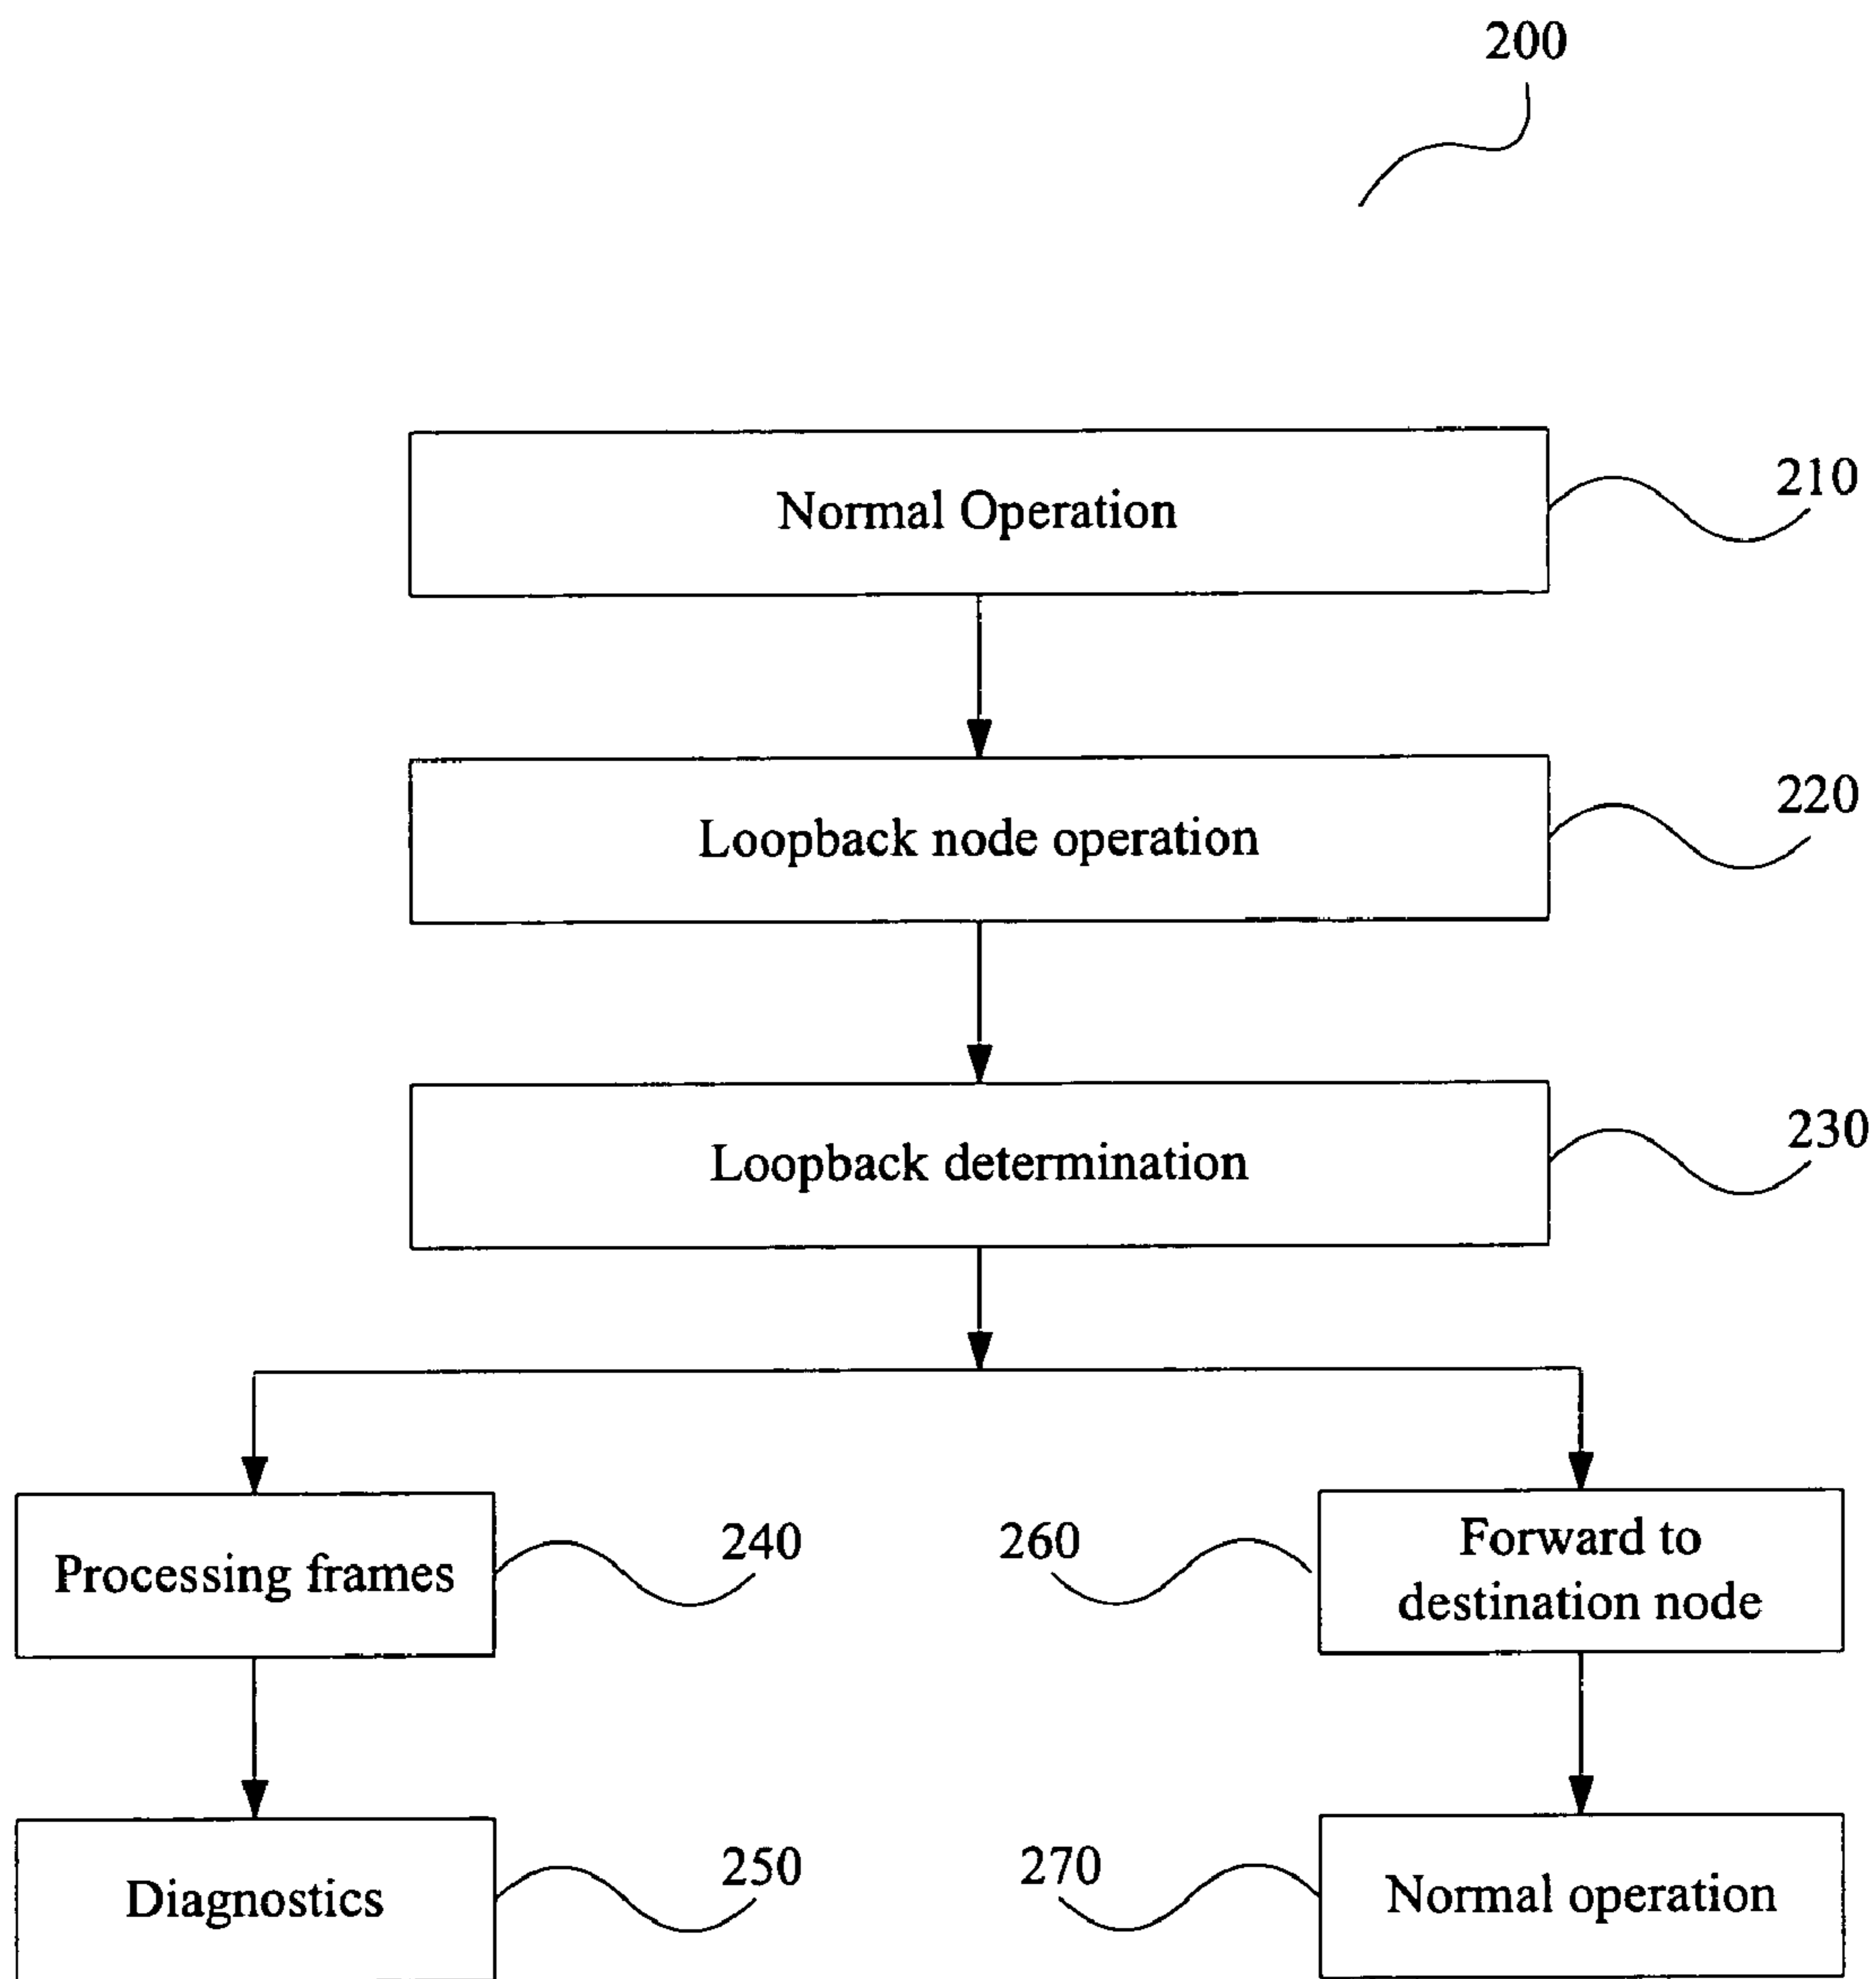 200
Normal Operation
210
Loopback node operation
220
Loopback determination
230
Processing frames
240
260
Forward to
destination node
Diagnostics
250
270
Normal operation